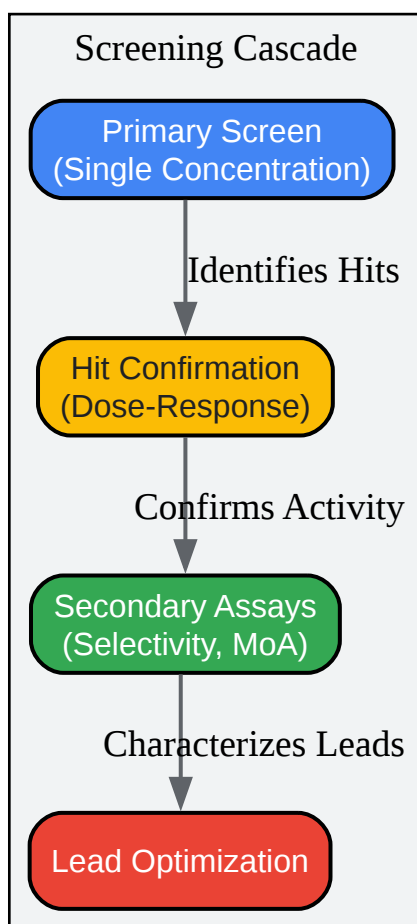 Screening Cascade
Primary Screen
(Single Concentration)
Identifies Hits
Hit Confirmation
(Dose-Response)
Confirms Activity
Secondary Assays
(Selectivity, MoA)
Characterizes Leads
Lead Optimization